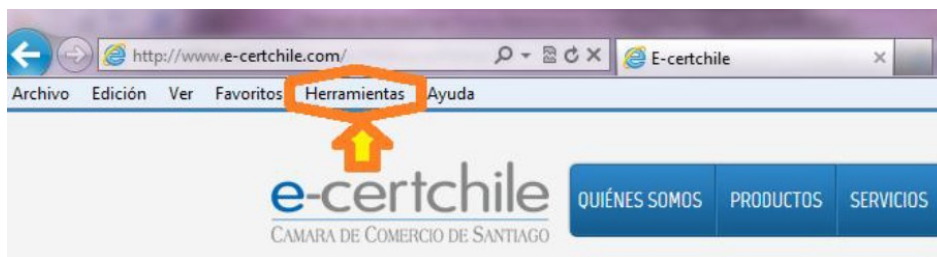 http://www.e-certchile.com/ E-certchile
Archivo Edición Ver Favoritos Herramientas Ayuda
e-certchile
CAMARA DE COMERCIO DE SANTIAGO
QUIÉNES SOMOS PRODUCTOS SERVICIOS